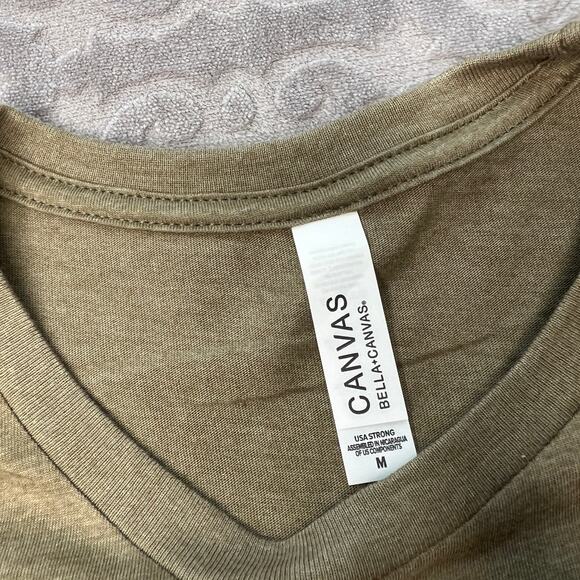 CANVAS
BELLA+CANVAS®
USA STRONG
ASSEMBLED IN NICARAGUA
OF US COMPONENTS
M